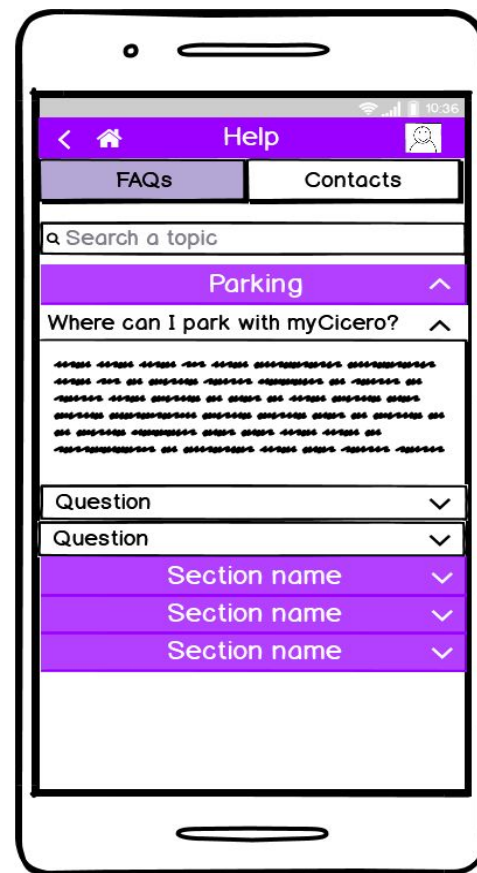 10:36
Help
FAQs Contacts
Search a topic
Parking
Where can I park with myCicero?
Question
Question
Section name
Section name
Section name